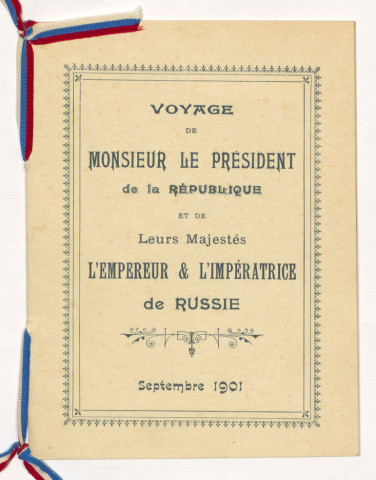 VOYAGE
DE
MONSIEUR LE PRÉSIDENT
de la RÉPUBLIQUE
ET DE
Leurs Majestés
L'EMPEREUR & L'IMPÉRATRICE
de RUSSIE
Septembre 1901